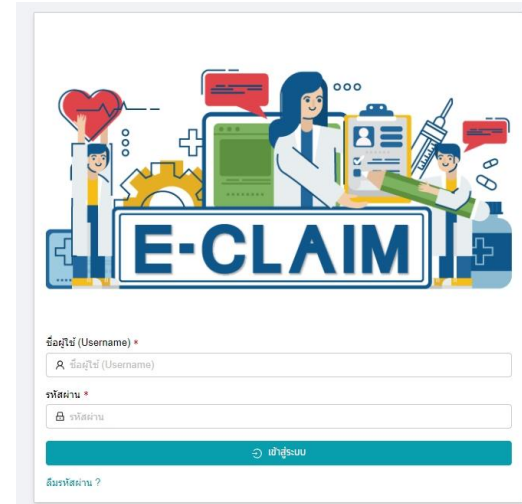 E-CLAIM
ชื่อผู้ใช้ (Username) *
ชื่อผู้ใช้ (Username)
รหัสผ่าน *
รหัสผ่าน
เข้าสู่ระบบ
ลืมรหัสผ่าน ?